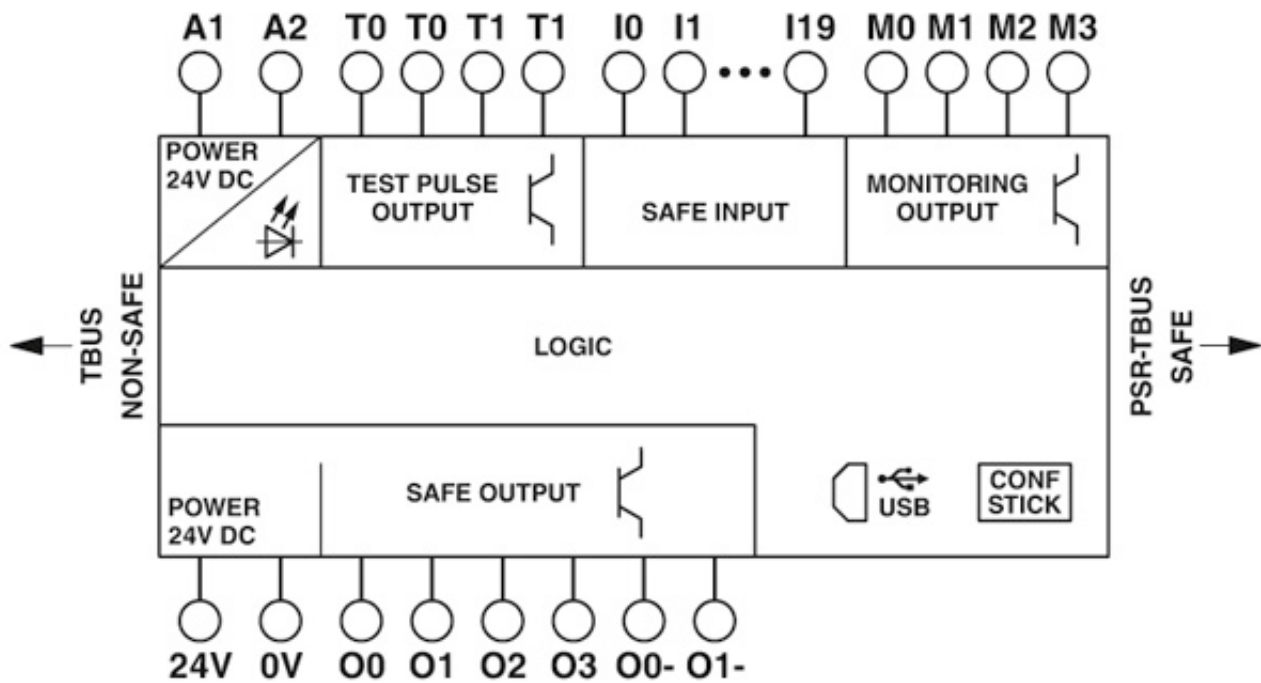 A1 A2 T0 T0 T1 T1 I0 I1 ••• I19 M0 M1 M2 M3
POWER
24V DC
TEST PULSE
OUTPUT
SAFE INPUT
MONITORING
OUTPUT
TBUS
NON-SAFE
LOGIC
PSR-TBUS
SAFE
POWER
24V DC
SAFE OUTPUT
USB
CONF
STICK
24V 0V O0 O1 O2 O3 O0- O1-